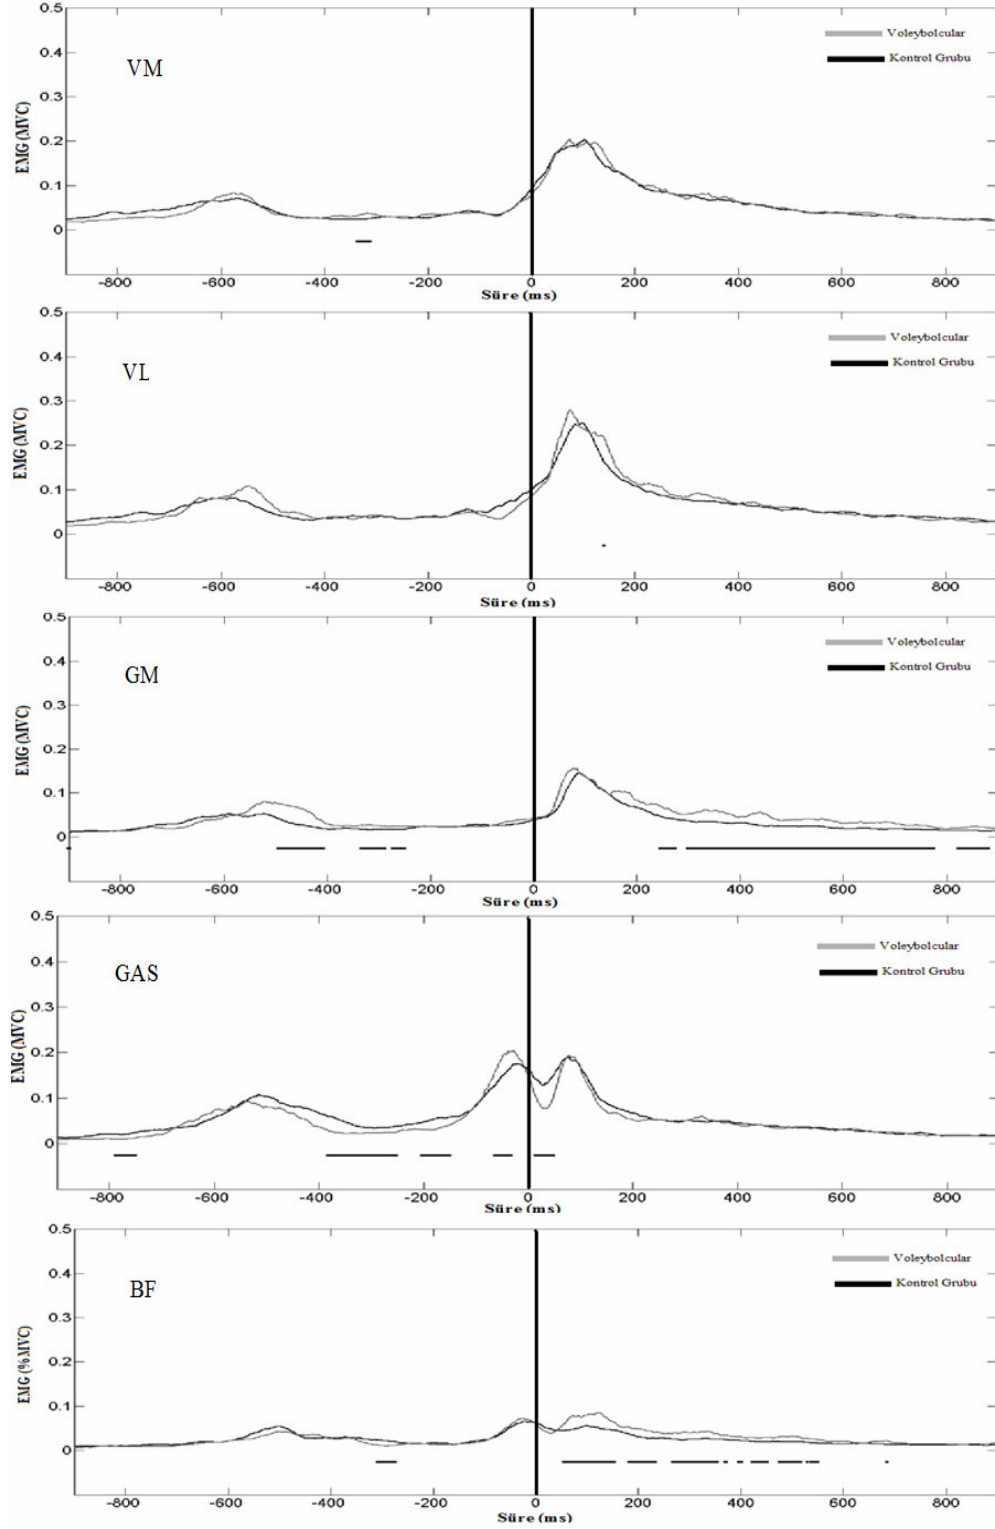 0.5
Voleybolcular
VM
Kontrol Grubu
0.4
0.3
EMG (MVC)
0.2
0.1
0
-800 -600 -400 -200 0 200 400 600 800
Süre (ms)
0.5
Voleybolcular
VL
Kontrol Grubu
0.4
0.3
EMG (MVC)
0.2
0.1
0
-800 -600 -400 -200 0 200 400 600 800
Süre (ms)
0.5
Voleybolcular
GM
Kontrol Grubu
0.4
0.3
EMG (MVC)
0.2
0.1
0
-800 -600 -400 -200 0 200 400 600 800
Süre (ms)
0.5
Voleybolcular
GAS
Kontrol Grubu
0.4
0.3
EMG (MVC)
0.2
0.1
0
-800 -600 -400 -200 0 200 400 600 800
Süre (ms)
0.5
Voleybolcular
BF
Kontrol Grubu
0.4
0.3
EMG (%MVC)
0.2
0.1
0
-800 -600 -400 -200 0 200 400 600 800
Süre (ms)